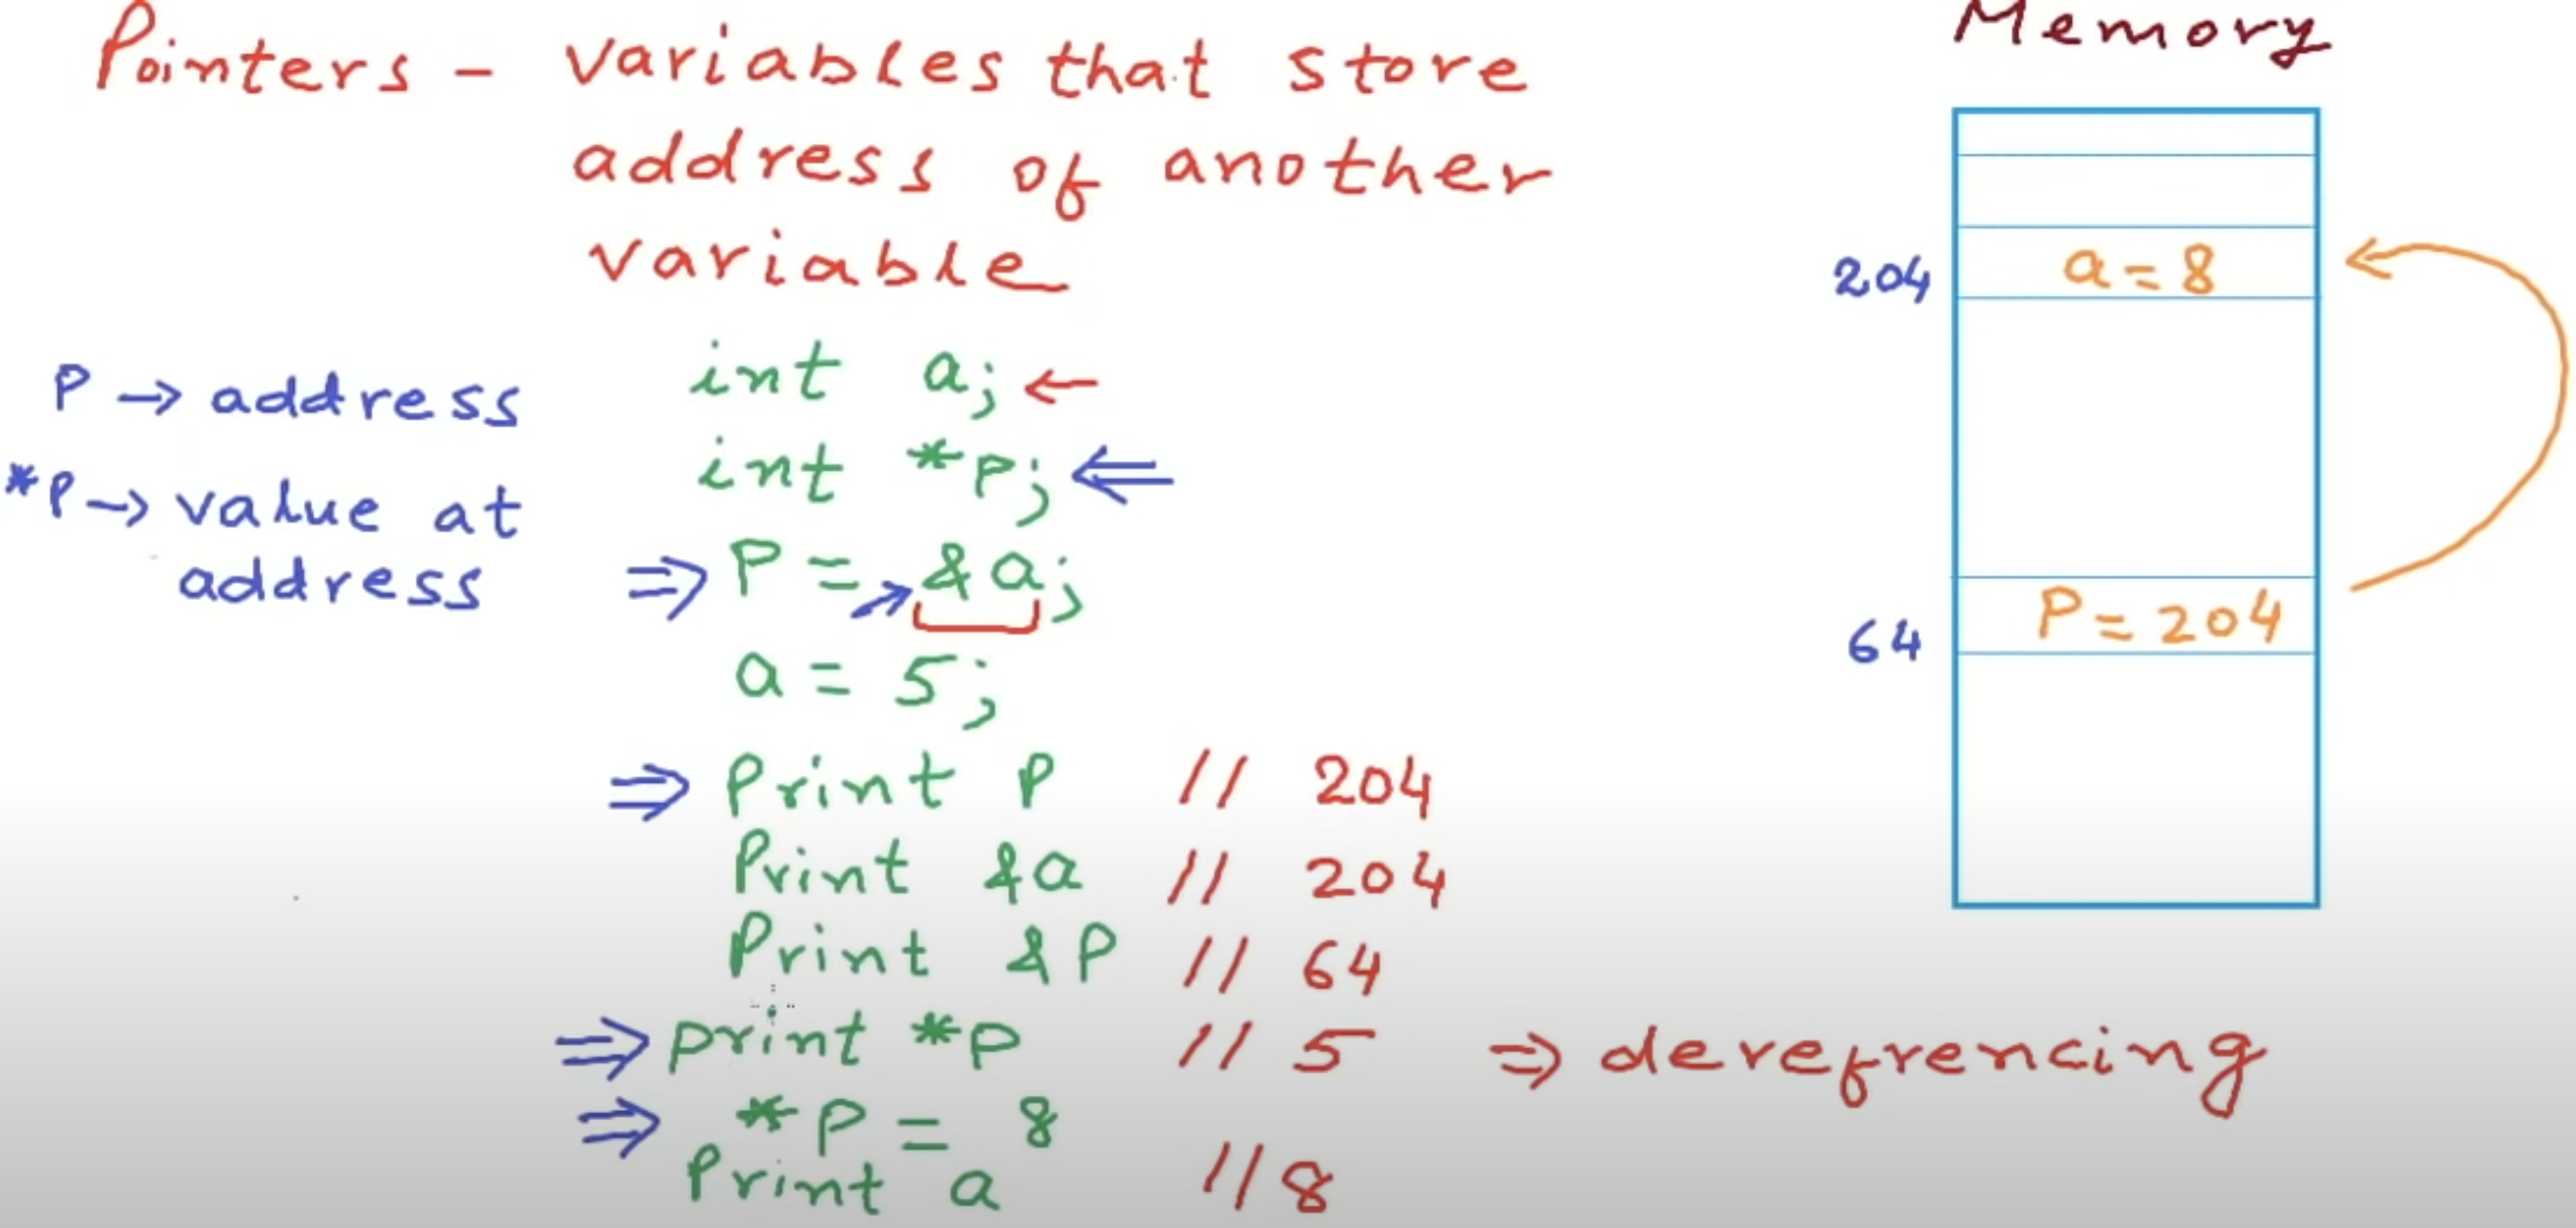 Pointers - variables that store
address of another
variable
int a; ←
int *p; ⇐
P → address
*P → value at
address
⇒ P = &a;
a = 5;
⇒ Print P // 204
Print &a // 204
Print &P // 64
⇒ print *p // 5 ⇒ derefrencing
⇒ *P = 8
Print a // 8
Memory
204 a = 8
64 P = 204